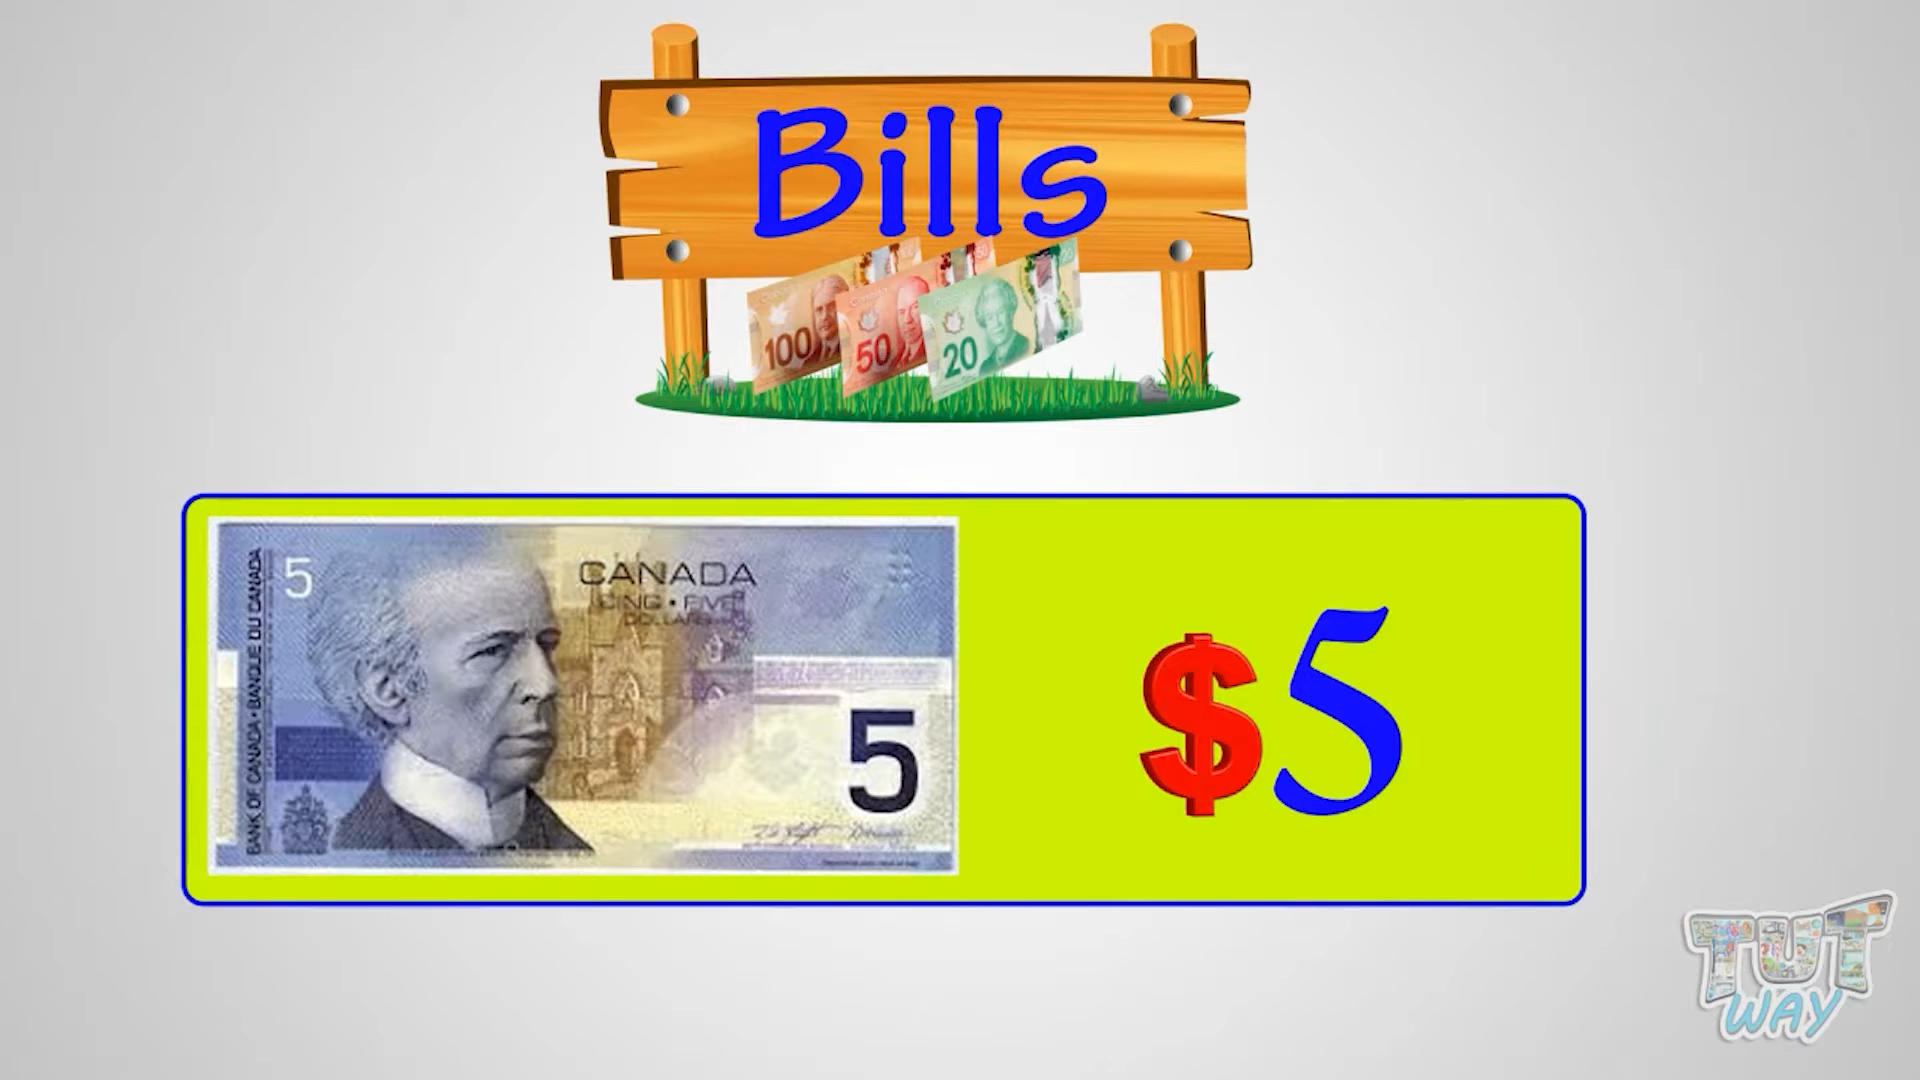 Bills
100
50
20
5
CANADA
CINQ • FIVE
DOLLARS
BANK OF CANADA • BANQUE DU CANADA
5
$5
TUT
WAY